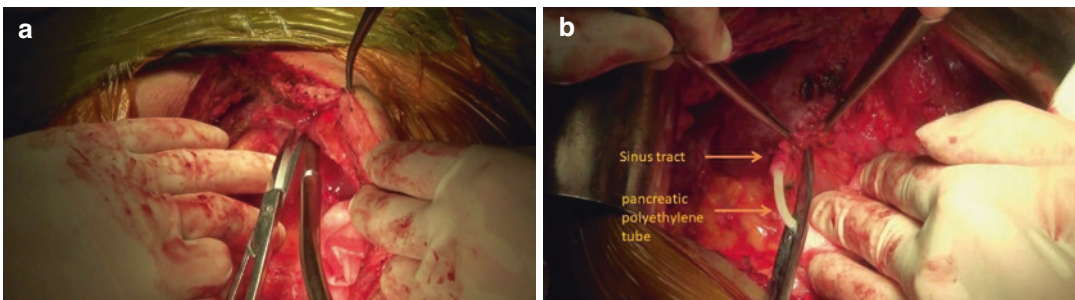 a
b
Sinus tract
pancreatic
polyethylene
tube